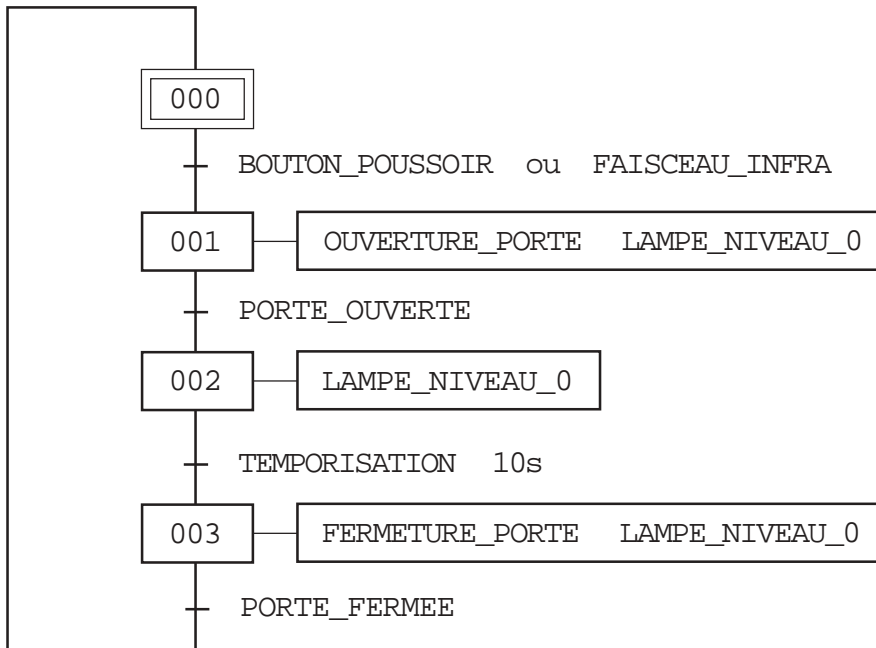 000
BOUTON_POUSSOIR ou FAISCEAU_INFRA
001 OUVERTURE_PORTE LAMPE_NIVEAU_0
PORTE_OUVERTE
002 LAMPE_NIVEAU_0
TEMPORISATION 10s
003 FERMETURE_PORTE LAMPE_NIVEAU_0
PORTE_FERMEE